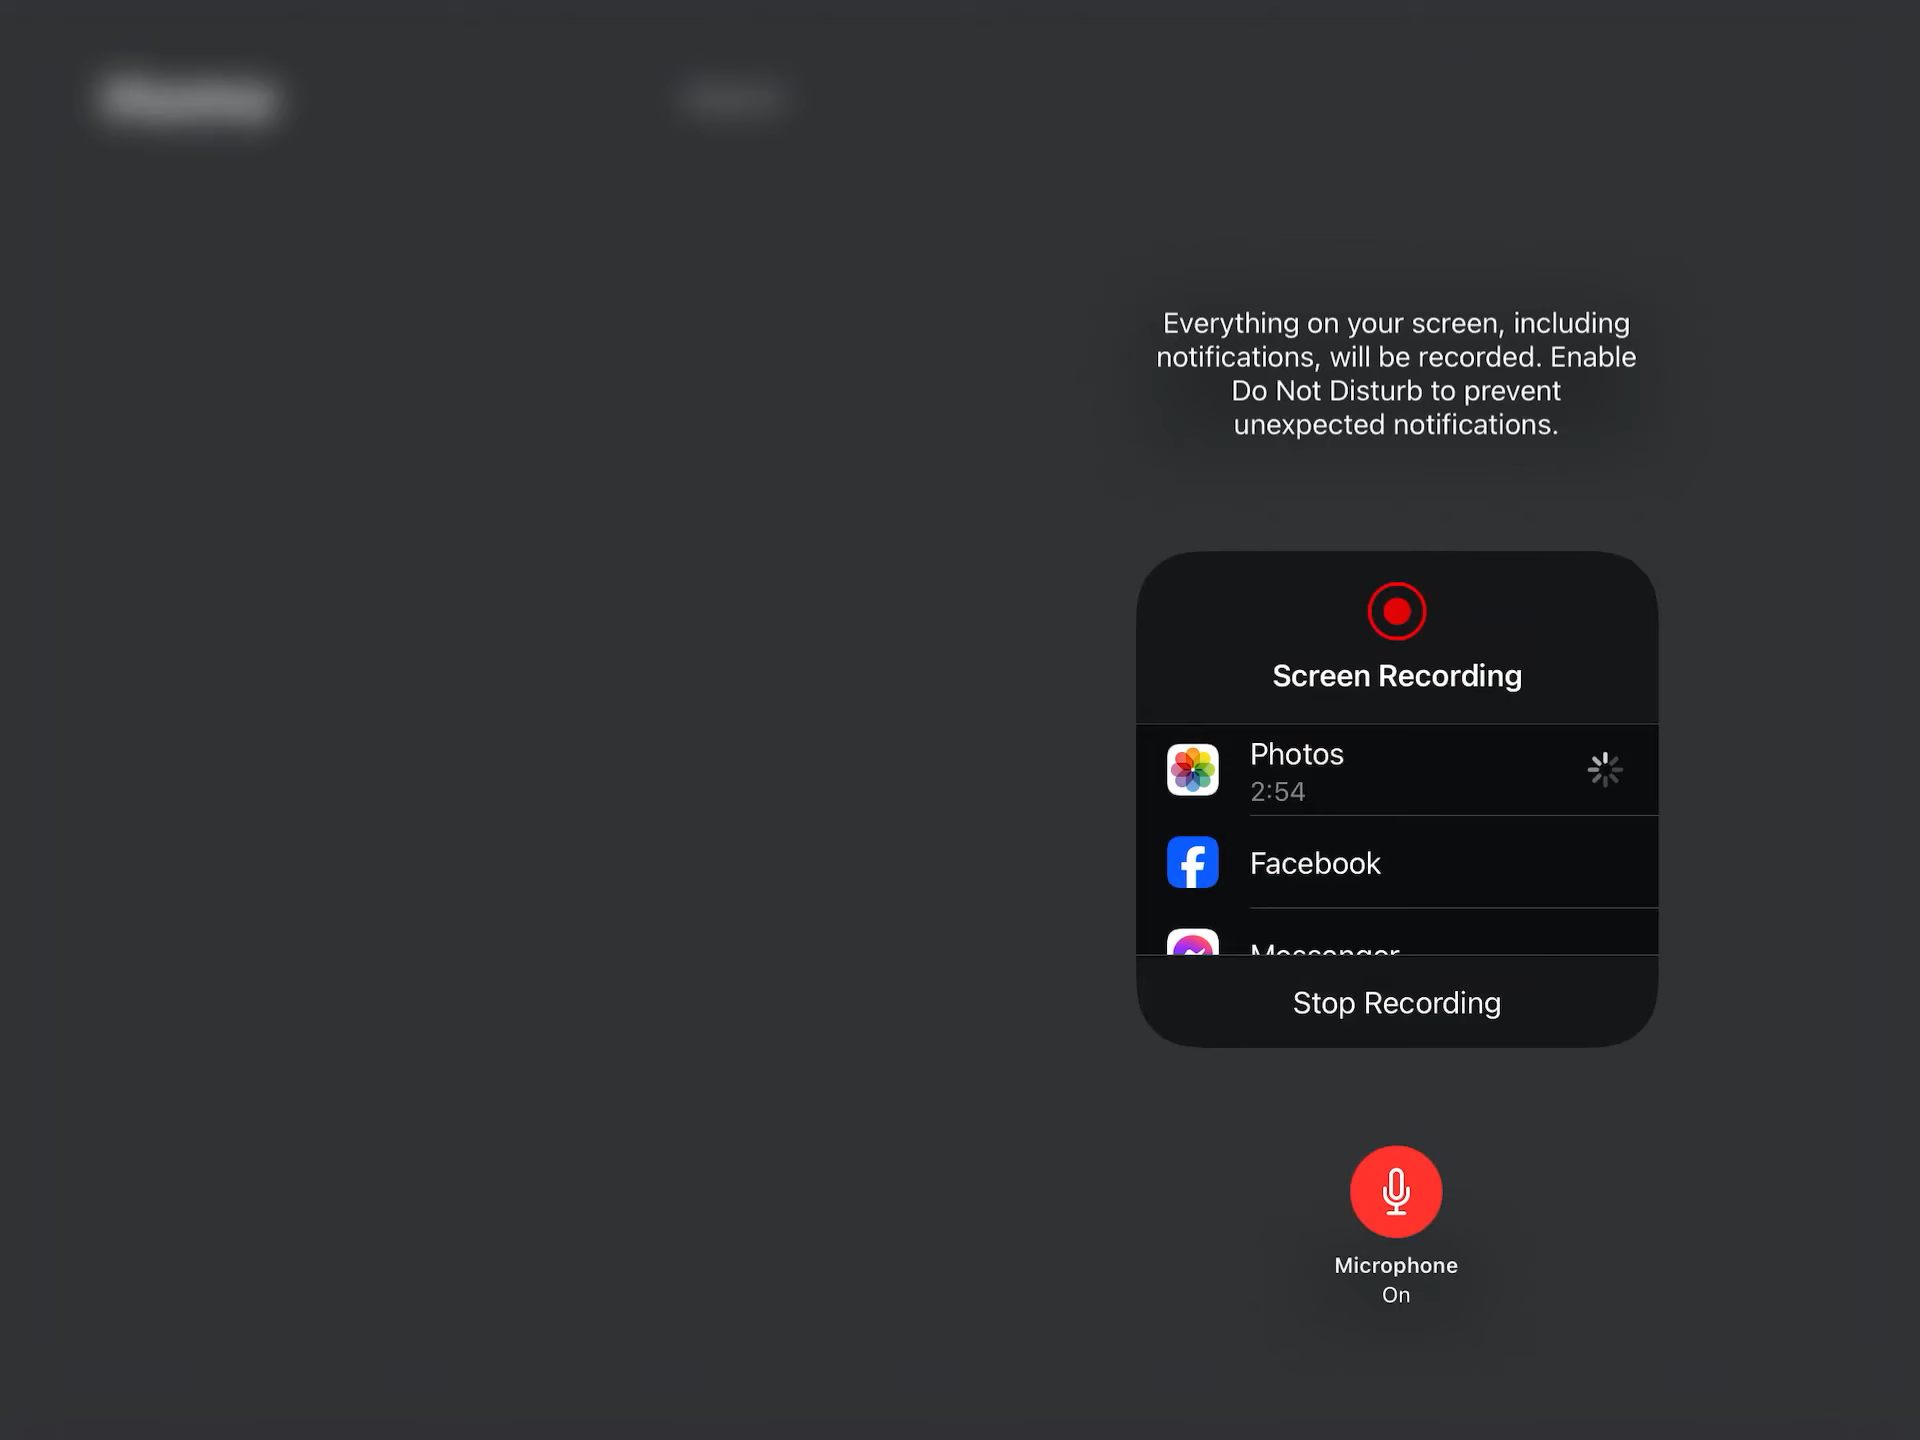 Everything on your screen, including
notifications, will be recorded. Enable
Do Not Disturb to prevent
unexpected notifications.
Screen Recording
Photos
2:54
Facebook
Messenger
Stop Recording
Microphone
On